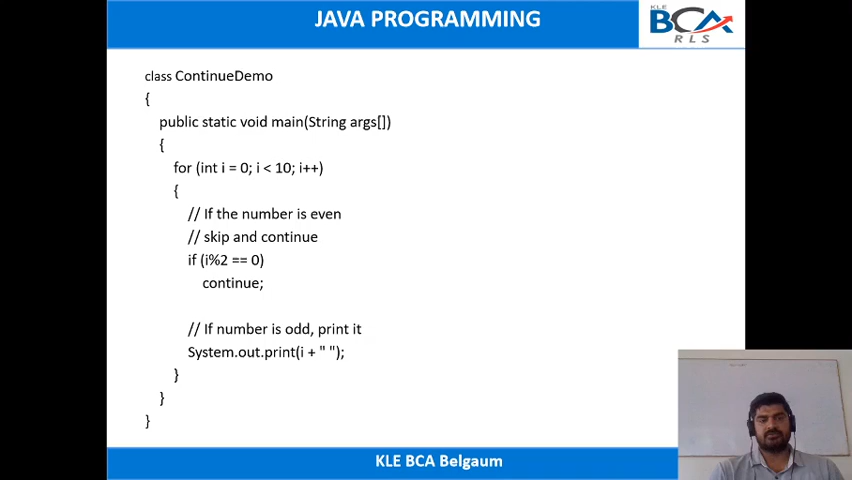 JAVA PROGRAMMING
KLE
BCA
RLS
class ContinueDemo
{
public static void main(String args[])
{
for (int i = 0; i < 10; i++)
{
// If the number is even
// skip and continue
if (i%2 == 0)
continue;
// If number is odd, print it
System.out.print(i + " ");
}
}
}
KLE BCA Belgaum